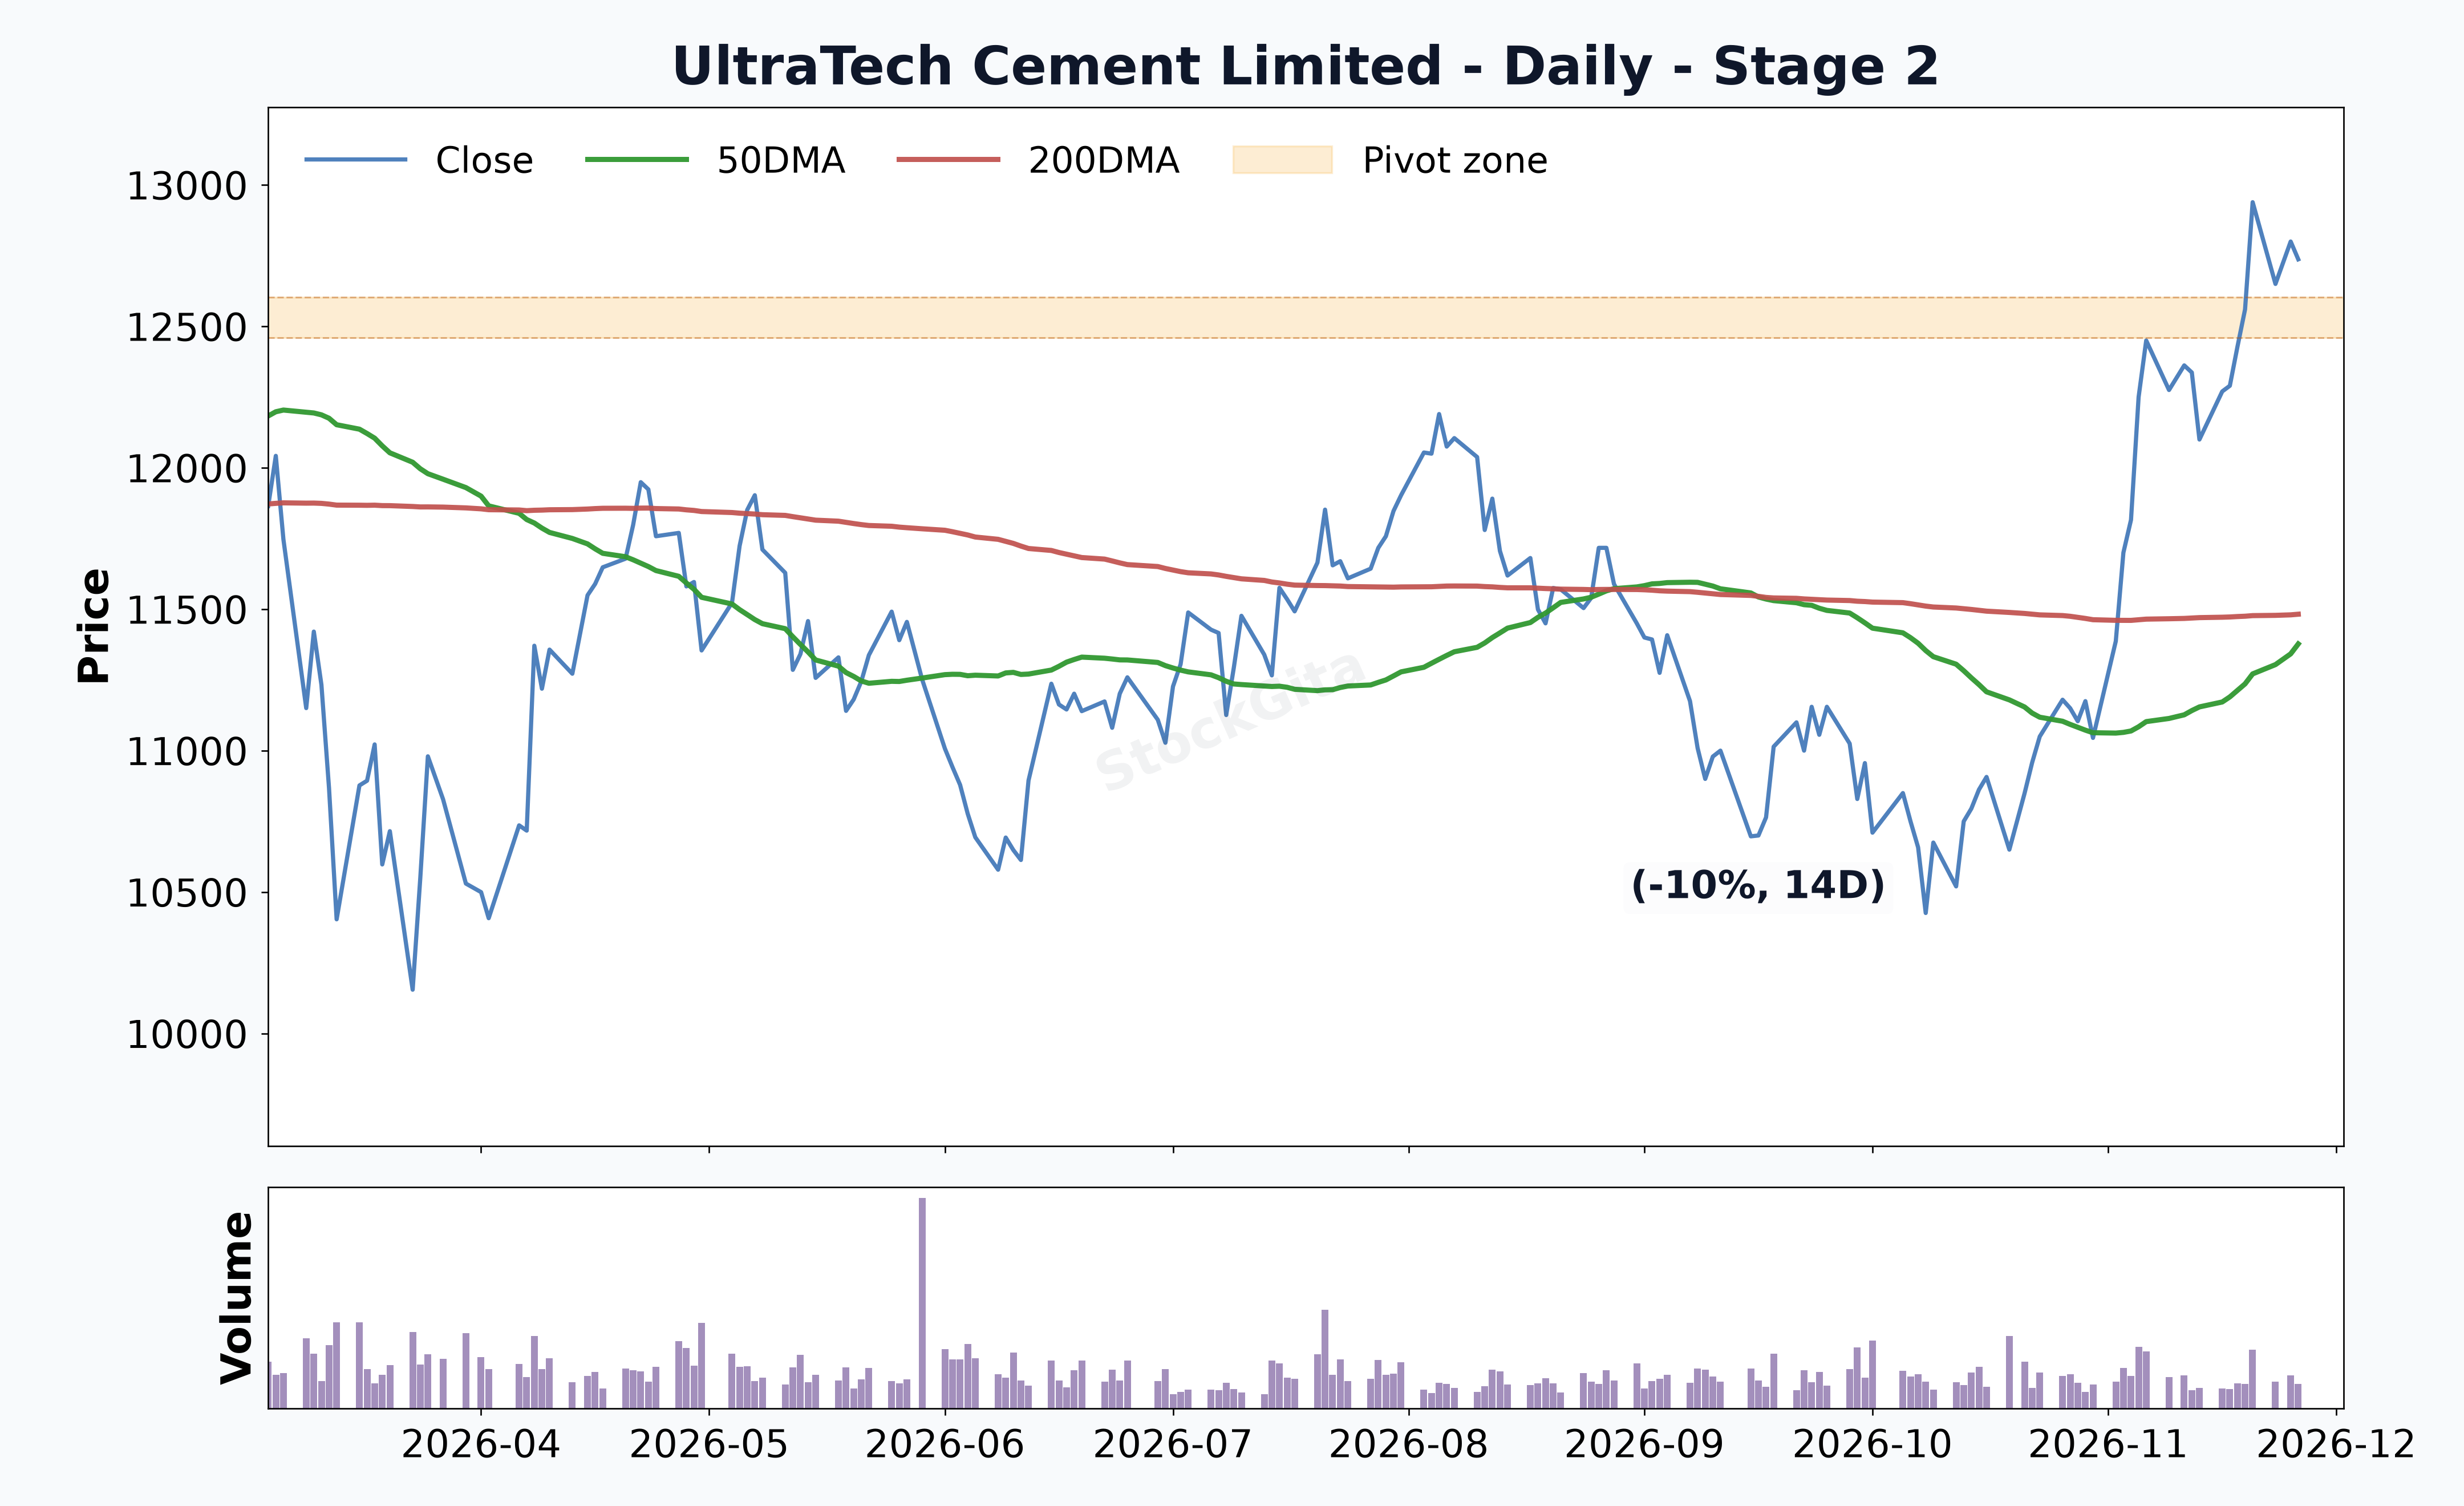 UltraTech Cement Limited - Daily - Stage 2
Close 50DMA 200DMA Pivot zone
13000
12500
12000
11500
11000
10500
10000
Price
StockGita
(-10%, 14D)
Volume
2026-04 2026-05 2026-06 2026-07 2026-08 2026-09 2026-10 2026-11 2026-12